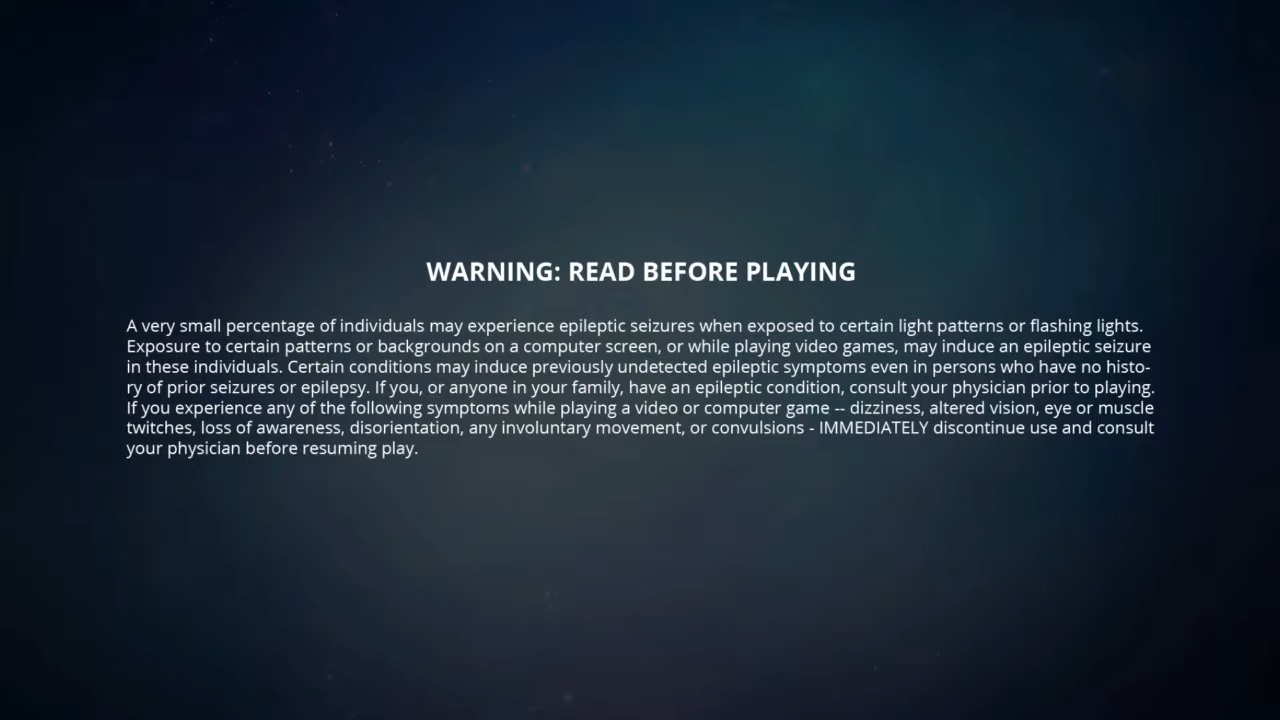 WARNING: READ BEFORE PLAYING
A very small percentage of individuals may experience epileptic seizures when exposed to certain light patterns or flashing lights.
Exposure to certain patterns or backgrounds on a computer screen, or while playing video games, may induce an epileptic seizure
in these individuals. Certain conditions may induce previously undetected epileptic symptoms even in persons who have no histo-
ry of prior seizures or epilepsy. If you, or anyone in your family, have an epileptic condition, consult your physician prior to playing.
If you experience any of the following symptoms while playing a video or computer game -- dizziness, altered vision, eye or muscle
twitches, loss of awareness, disorientation, any involuntary movement, or convulsions - IMMEDIATELY discontinue use and consult
your physician before resuming play.